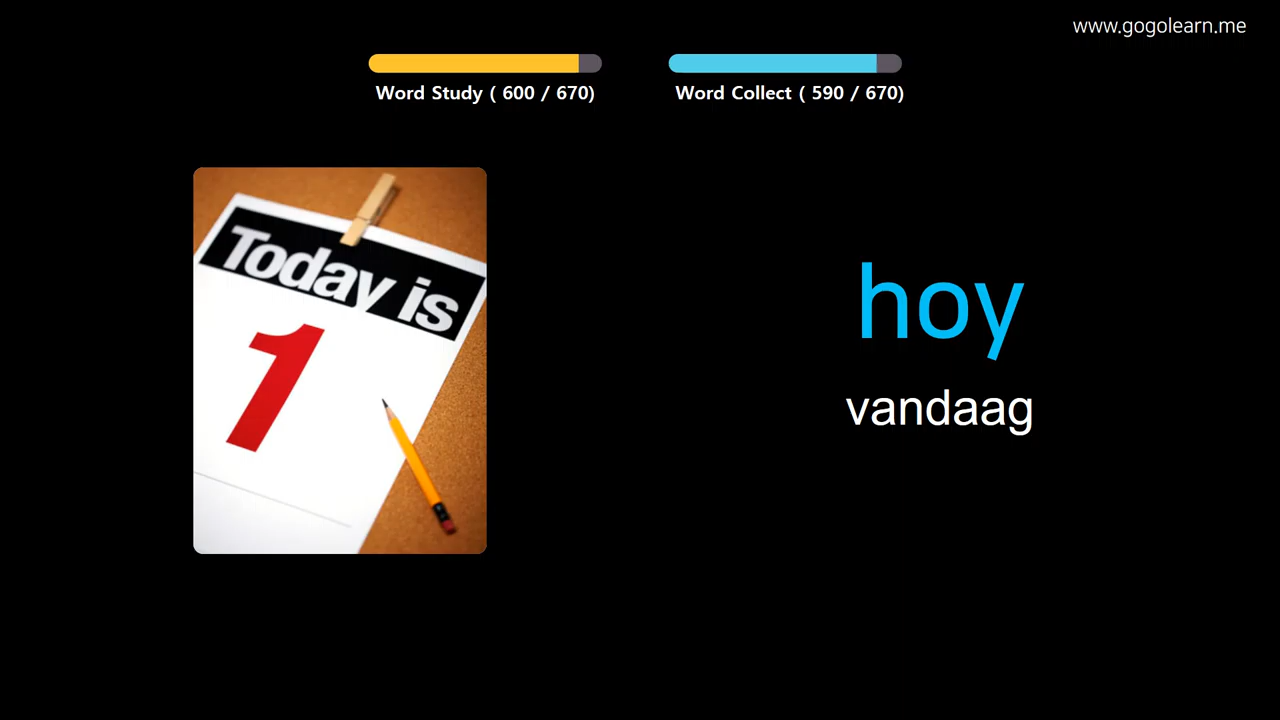 www.gogolearn.me
Word Study ( 600 / 670)
Word Collect ( 590 / 670)
Today is
1
hoy
vandaag